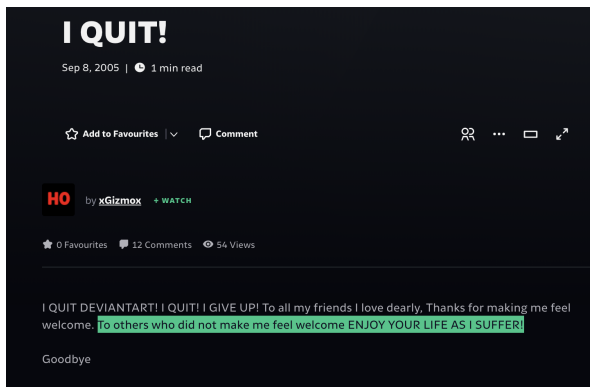 I QUIT!
Sep 8, 2005 | 1 min read
Add to Favourites | Comment
HO by xGizmox + WATCH
0 Favourites 12 Comments 54 Views
I QUIT DEVIANTART! I QUIT! I GIVE UP! To all my friends I love dearly, Thanks for making me feel
welcome. To others who did not make me feel welcome ENJOY YOUR LIFE AS I SUFFER!
Goodbye